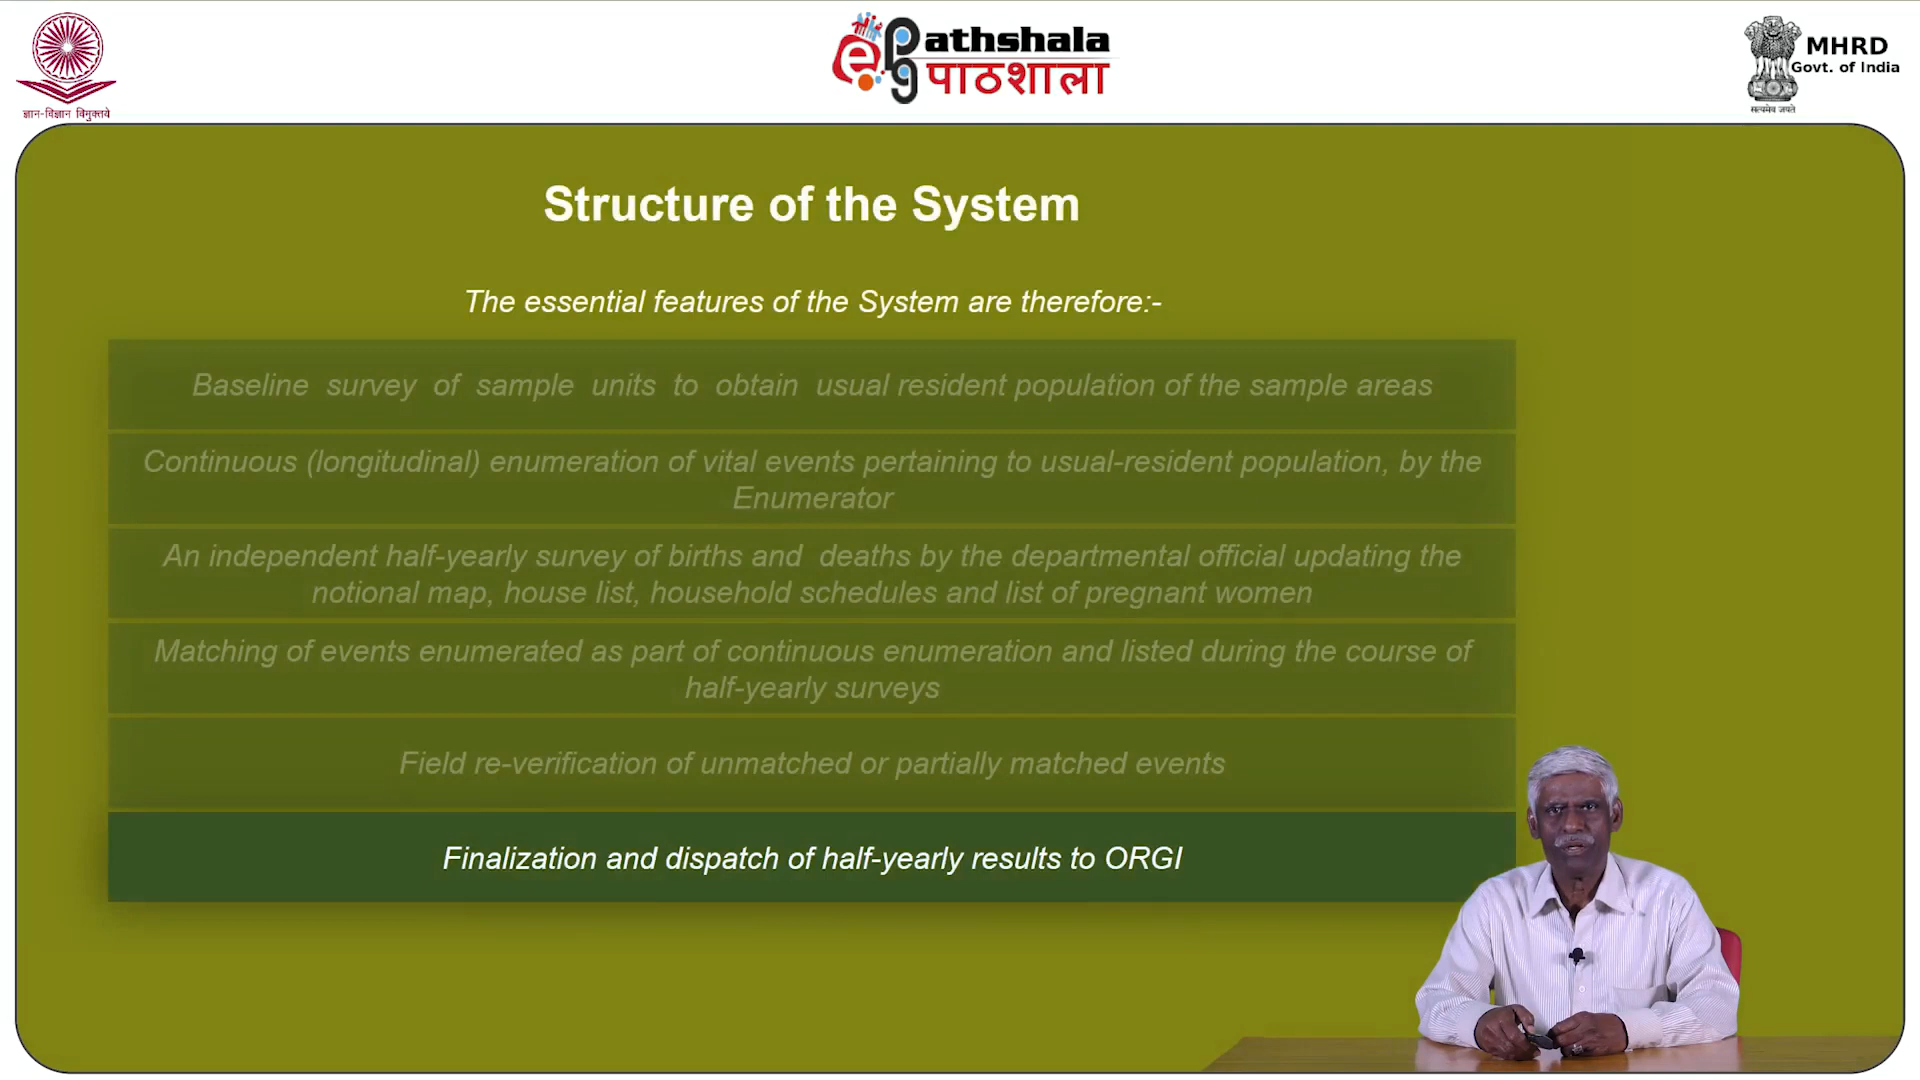 ज्ञान-विज्ञान विमुक्तये
e Pg athshala
पाठशाला
MHRD
Govt. of India
सत्यमेव जयते
Structure of the System
The essential features of the System are therefore:-
Baseline survey of sample units to obtain usual resident population of the sample areas
Continuous (longitudinal) enumeration of vital events pertaining to usual-resident population, by the
Enumerator
An independent half-yearly survey of births and deaths by the departmental official updating the
notional map, house list, household schedules and list of pregnant women
Matching of events enumerated as part of continuous enumeration and listed during the course of
half-yearly surveys
Field re-verification of unmatched or partially matched events
Finalization and dispatch of half-yearly results to ORGI